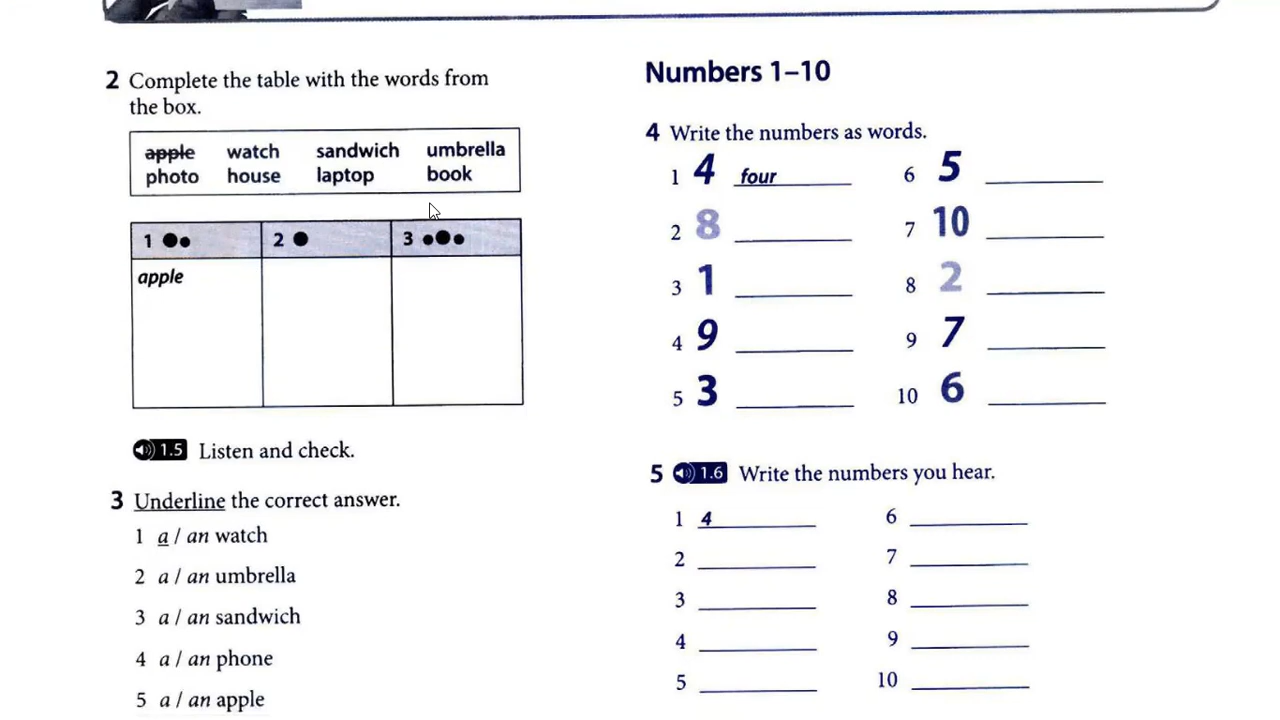 2 Complete the table with the words from
the box.
apple watch sandwich umbrella
photo house laptop book
1 2 3
apple
1.5 Listen and check.
3 Underline the correct answer.
1 a / an watch
2 a / an umbrella
3 a / an sandwich
4 a / an phone
5 a / an apple
Numbers 1–10
4 Write the numbers as words.
1 4 four
2 8
3 1
4 9
5 3
6 5
7 10
8 2
9 7
10 6
5 1.6 Write the numbers you hear.
1 4
2
3
4
5
6
7
8
9
10